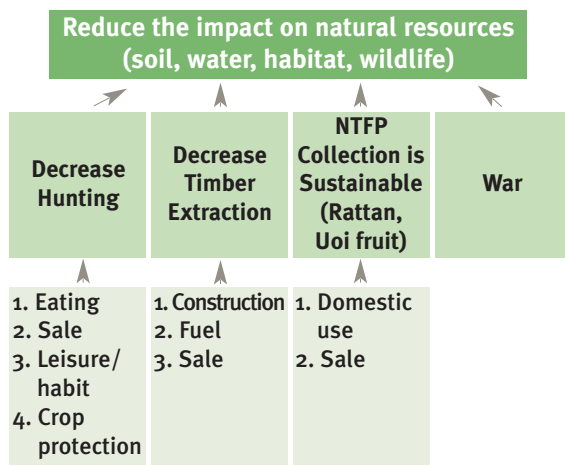 Reduce the impact on natural resources
(soil, water, habitat, wildlife)
Decrease
Hunting
Decrease
Timber
Extraction
NTFP
Collection is
Sustainable
(Rattan,
Uoi fruit)
War
1. Eating
2. Sale
3. Leisure/
habit
4. Crop
protection
1. Construction
2. Fuel
3. Sale
1. Domestic
use
2. Sale